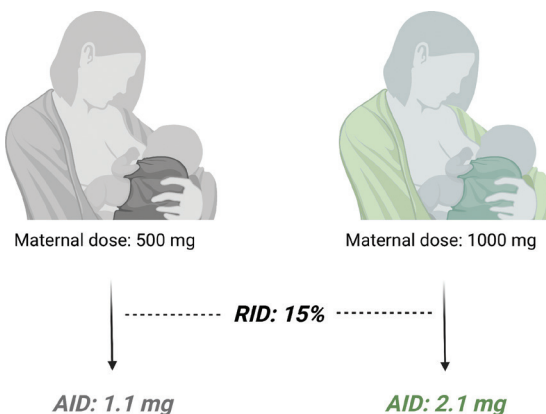 Maternal dose: 500 mg
Maternal dose: 1000 mg
RID: 15%
AID: 1.1 mg
AID: 2.1 mg